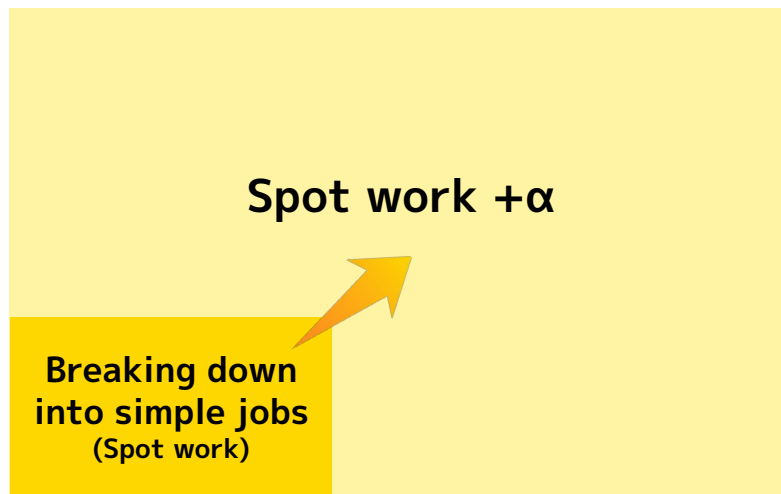 Spot work +α
Breaking down
into simple jobs
(Spot work)